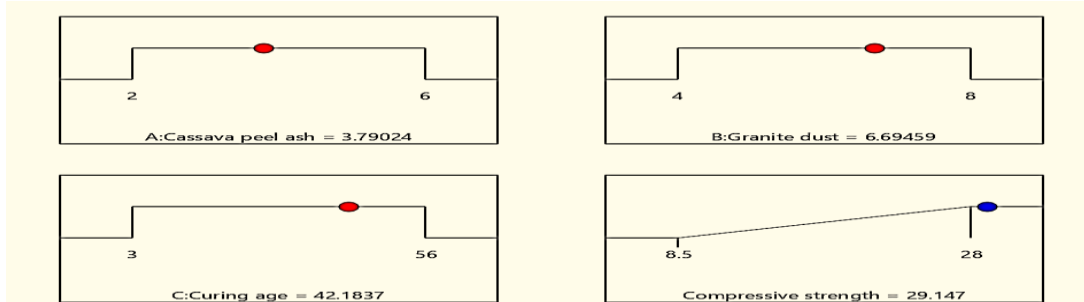 2 6
A:Cassava peel ash = 3.79024
4 8
B:Granite dust = 6.69459
3 56
C:Curing age = 42.1837
8.5 28
Compressive strength = 29.147